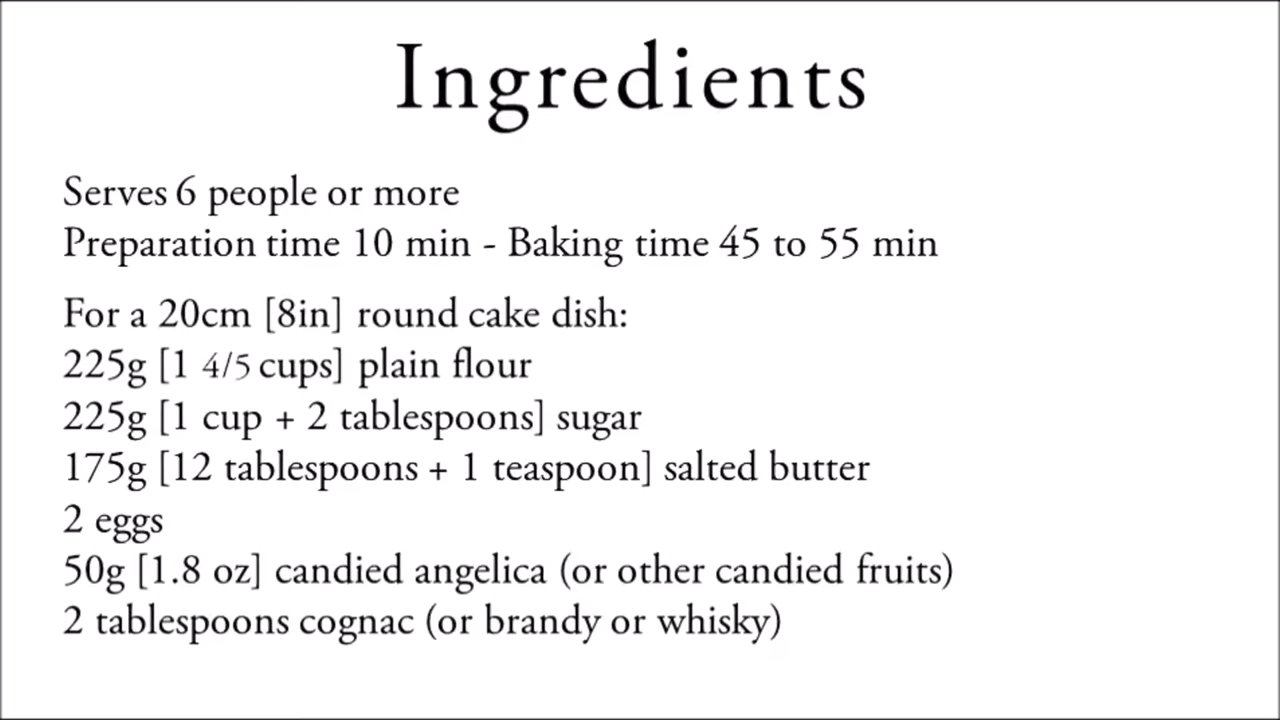 Ingredients
Serves 6 people or more
Preparation time 10 min - Baking time 45 to 55 min
For a 20cm [8in] round cake dish:
225g [1 4/5 cups] plain flour
225g [1 cup + 2 tablespoons] sugar
175g [12 tablespoons + 1 teaspoon] salted butter
2 eggs
50g [1.8 oz] candied angelica (or other candied fruits)
2 tablespoons cognac (or brandy or whisky)